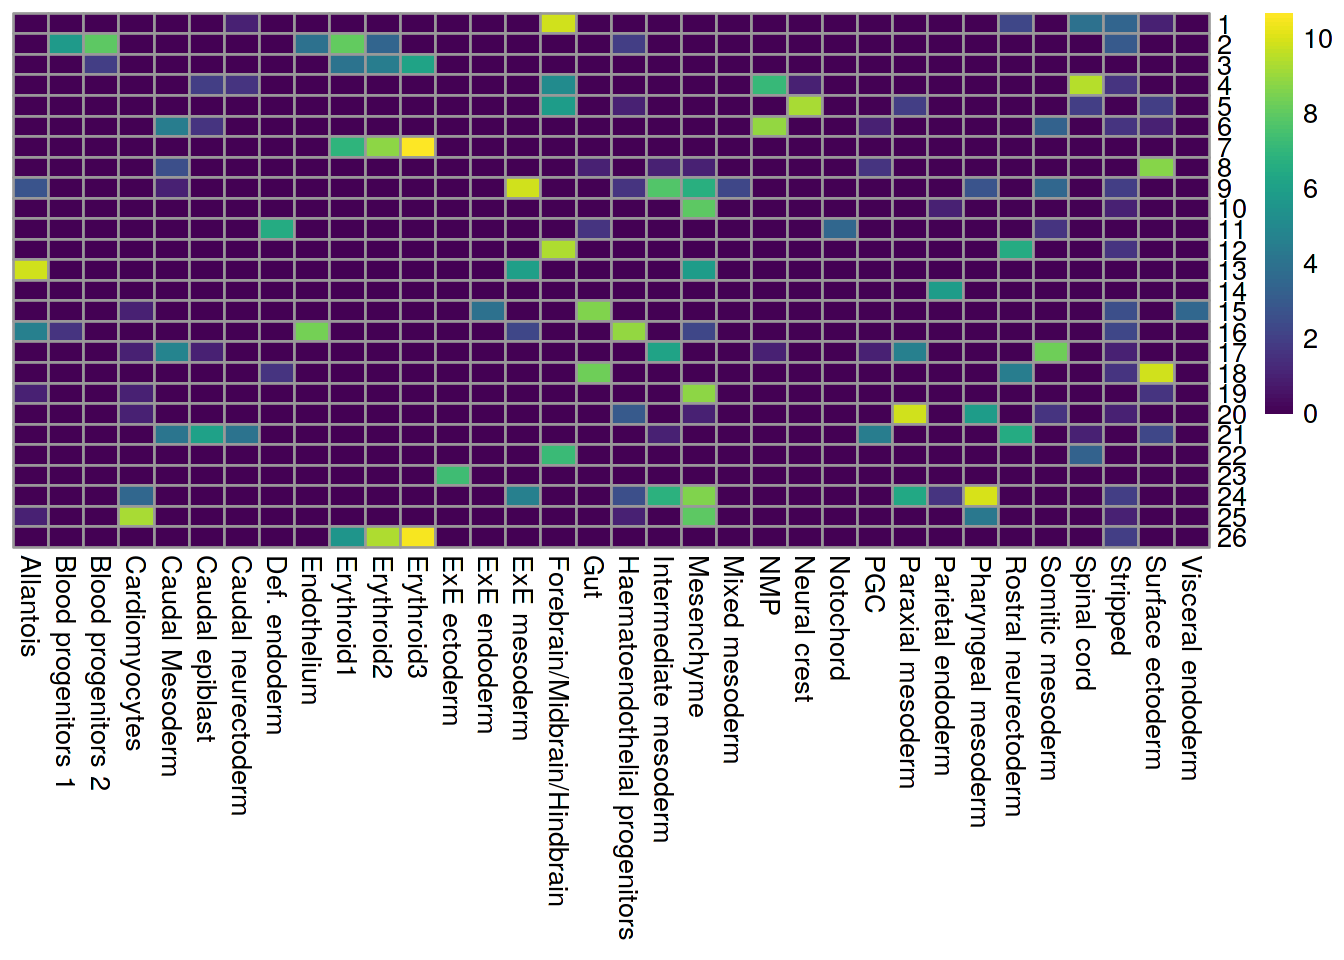 1
2
3
4
5
6
7
8
9
10
11
12
13
14
15
16
17
18
19
20
21
22
23
24
25
26
10
8
6
4
2
0
Allantois
Blood progenitors 1
Blood progenitors 2
Cardiomyocytes
Caudal Mesoderm
Caudal epiblast
Caudal neurectoderm
Def. endoderm
Endothelium
Erythroid1
Erythroid2
Erythroid3
ExE ectoderm
ExE endoderm
ExE mesoderm
Forebrain/Midbrain/Hindbrain
Gut
Haematoendothelial progenitors
Intermediate mesoderm
Mesenchyme
Mixed mesoderm
NMP
Neural crest
Notochord
PGC
Paraxial mesoderm
Parietal endoderm
Pharyngeal mesoderm
Rostral neurectoderm
Somitic mesoderm
Spinal cord
Stripped
Surface ectoderm
Visceral endoderm